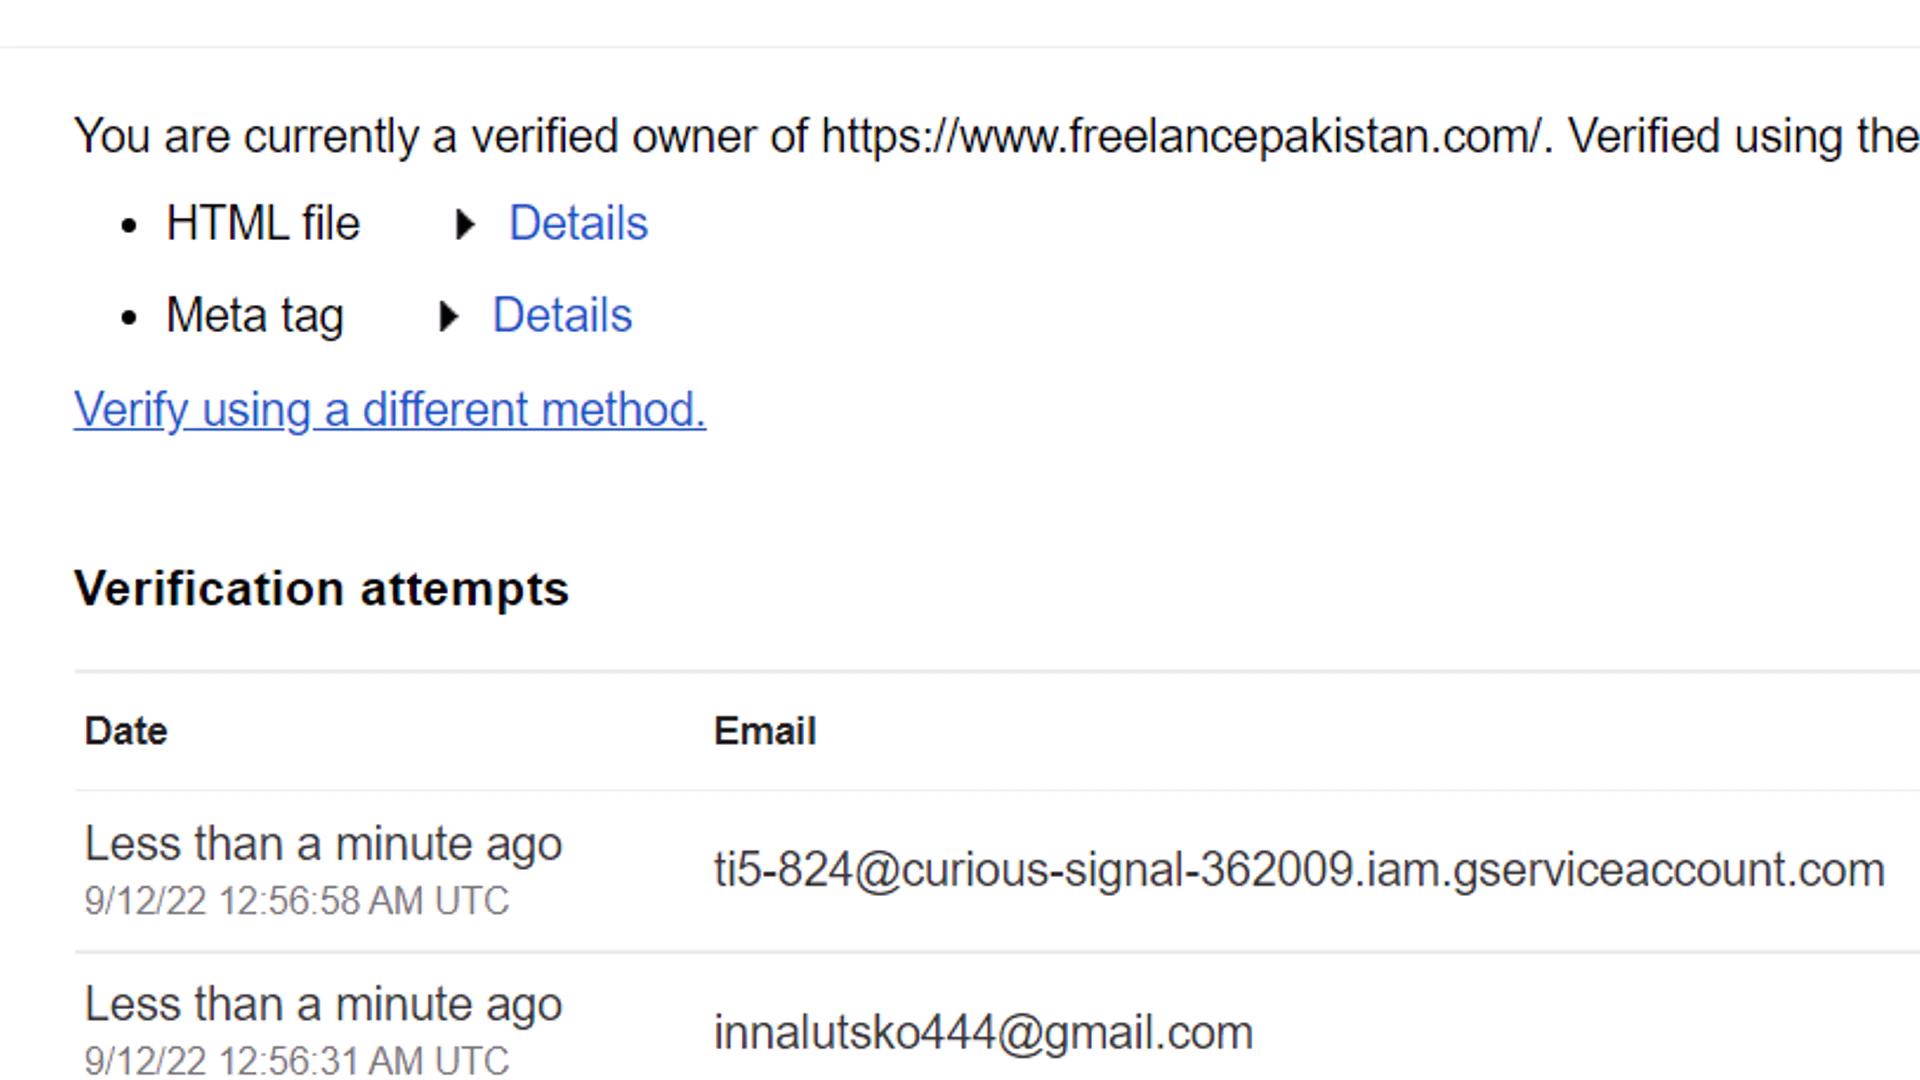 You are currently a verified owner of https://www.freelancepakistan.com/. Verified using the
• HTML file Details
• Meta tag Details
Verify using a different method.
Verification attempts
Date Email
Less than a minute ago
9/12/22 12:56:58 AM UTC
ti5-824@curious-signal-362009.iam.gserviceaccount.com
Less than a minute ago
9/12/22 12:56:31 AM UTC
innalutsko444@gmail.com